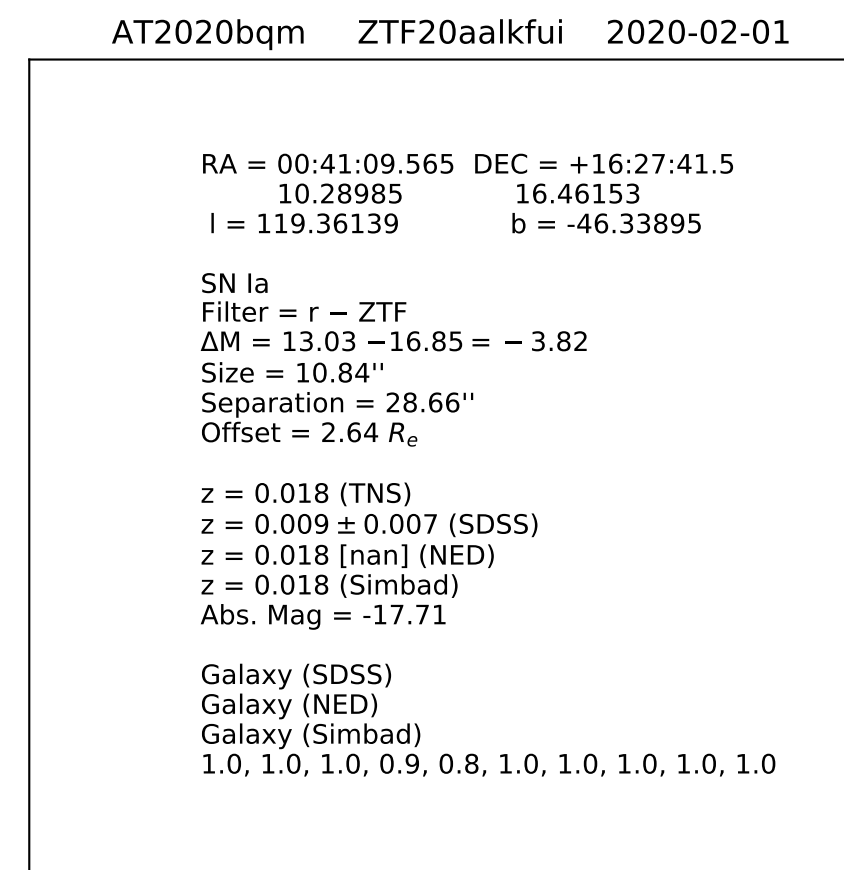 AT2020bqm ZTF20aalkfui 2020-02-01
RA = 00:41:09.565 DEC = +16:27:41.5
10.28985 16.46153
l = 119.36139 b = -46.33895
SN Ia
Filter = r − ZTF
ΔM = 13.03 −16.85 = − 3.82
Size = 10.84''
Separation = 28.66''
Offset = 2.64 Rₑ
z = 0.018 (TNS)
z = 0.009 ± 0.007 (SDSS)
z = 0.018 [nan] (NED)
z = 0.018 (Simbad)
Abs. Mag = -17.71
Galaxy (SDSS)
Galaxy (NED)
Galaxy (Simbad)
1.0, 1.0, 1.0, 0.9, 0.8, 1.0, 1.0, 1.0, 1.0, 1.0